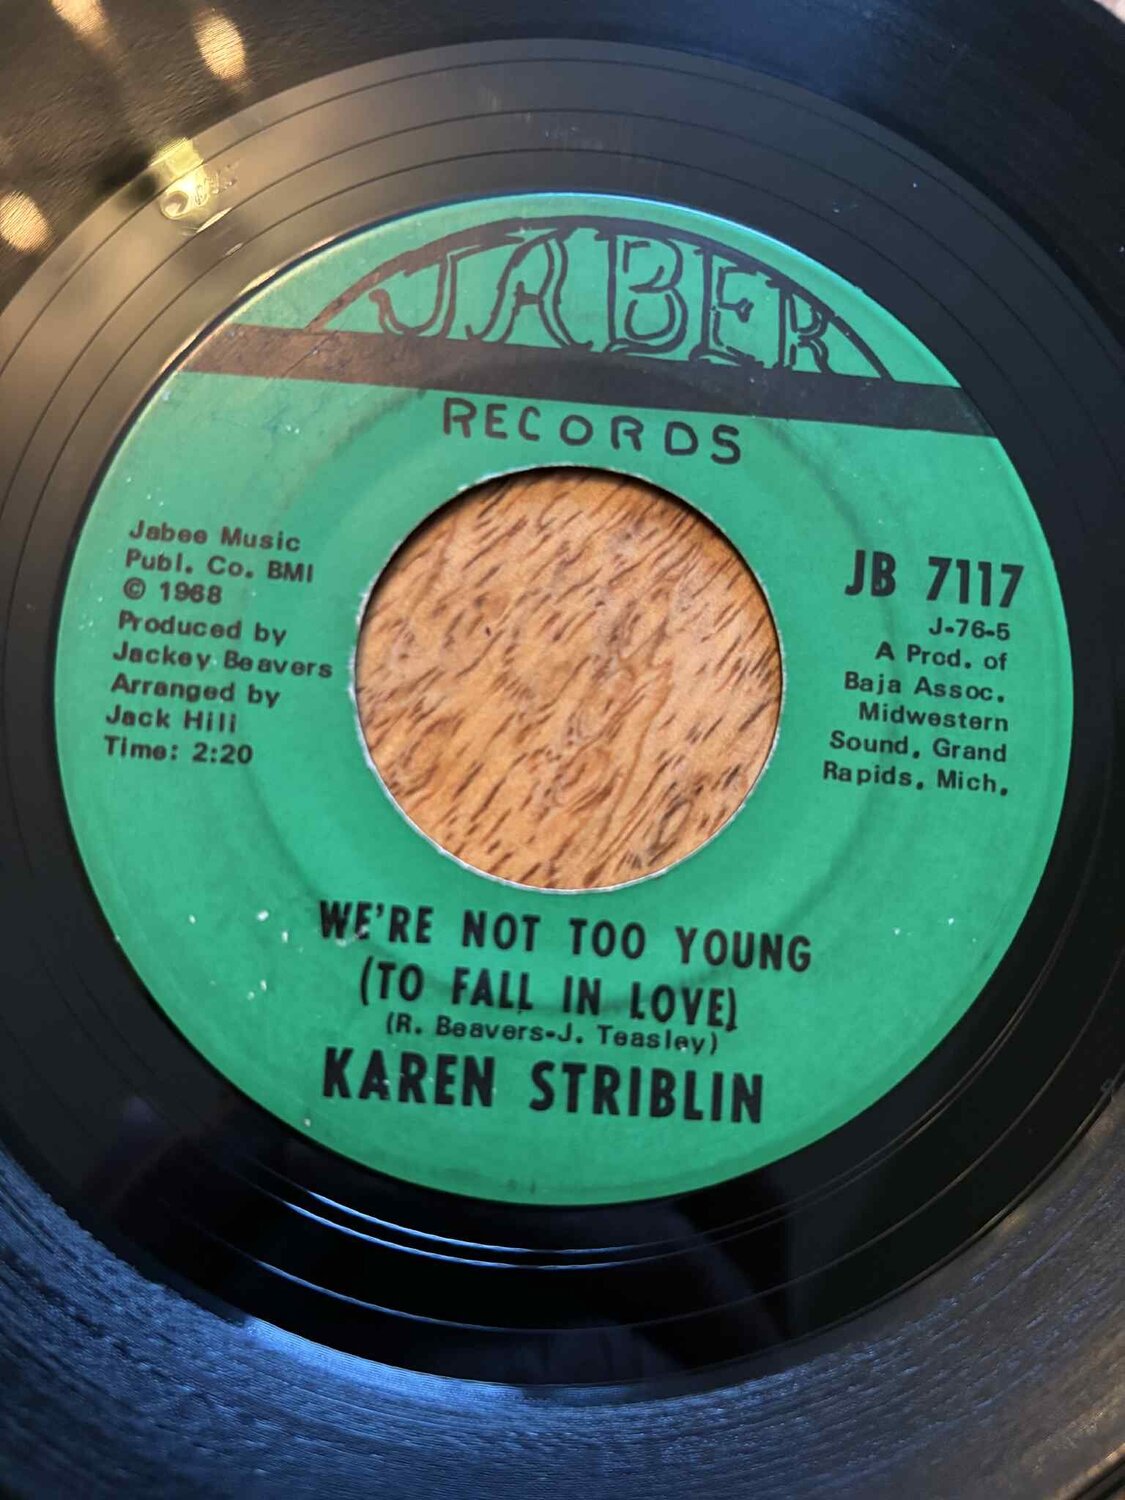 JABER
RECORDS
Jabee Music
Publ. Co. BMI
© 1968
Produced by
Jackey Beavers
Arranged by
Jack Hill
Time: 2:20
JB 7117
J-76-5
A Prod. of
Baja Assoc.
Midwestern
Sound, Grand
Rapids, Mich.
WE'RE NOT TOO YOUNG
(TO FALL IN LOVE)
(R. Beavers-J. Teasley)
KAREN STRIBLIN